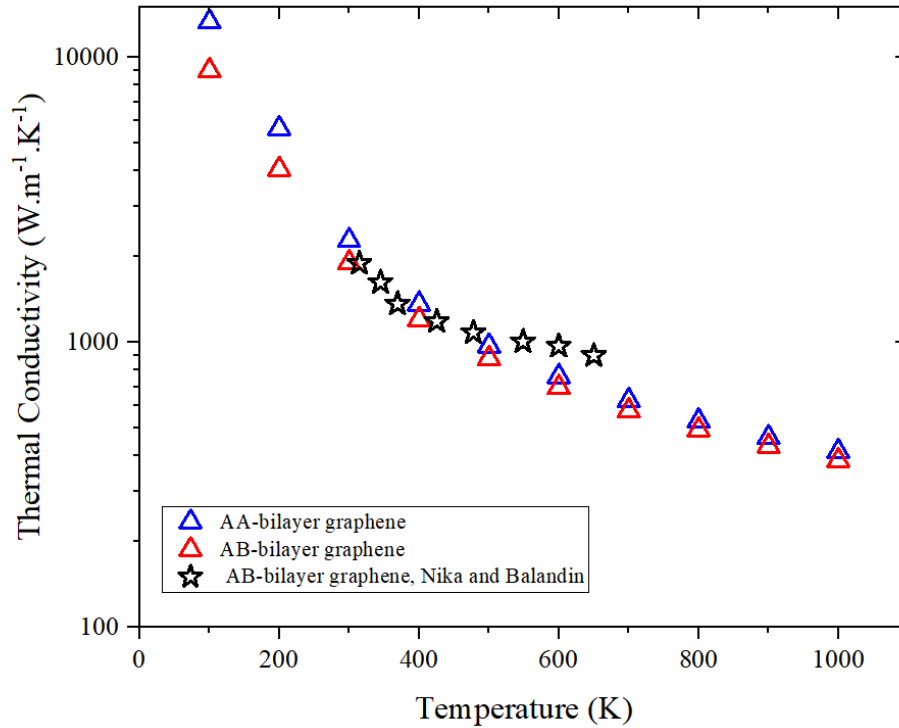 Thermal Conductivity (W.m⁻¹.K⁻¹)
10000
1000
100
AA-bilayer graphene
AB-bilayer graphene
AB-bilayer graphene, Nika and Balandin
0 200 400 600 800 1000
Temperature (K)